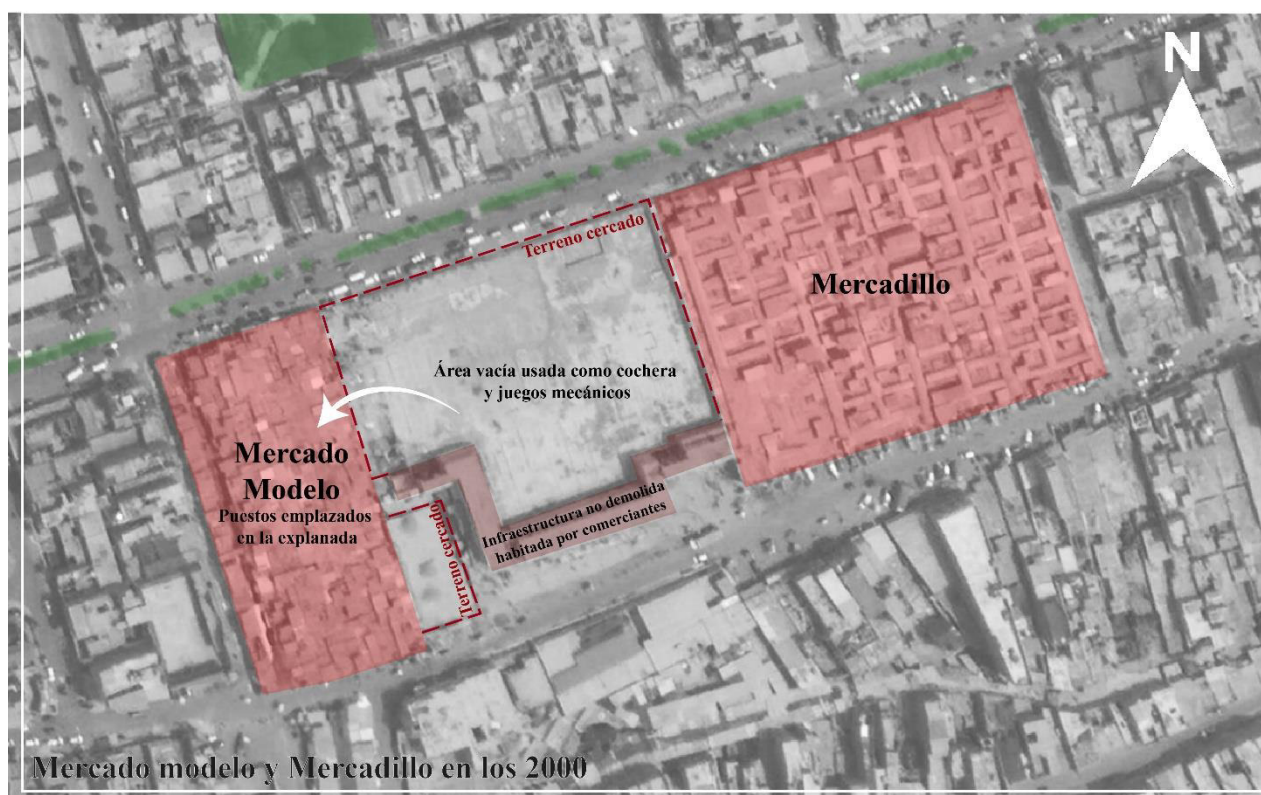 N
Terreno cercado
Mercadillo
Área vacía usada como cochera
y juegos mecánicos
Mercado
Modelo
Puestos emplazados
en la explanada
Terreno cercado
Infraestructura no demolida
habitada por comerciantes
Mercado modelo y Mercadillo en los 2000